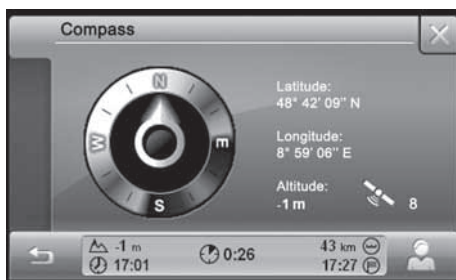 Compass
N
W
E
S
Latitude:
48° 42' 09'' N
Longitude:
8° 59' 06'' E
Altitude:
-1 m
8
-1 m
17:01
0:26
43 km
17:27